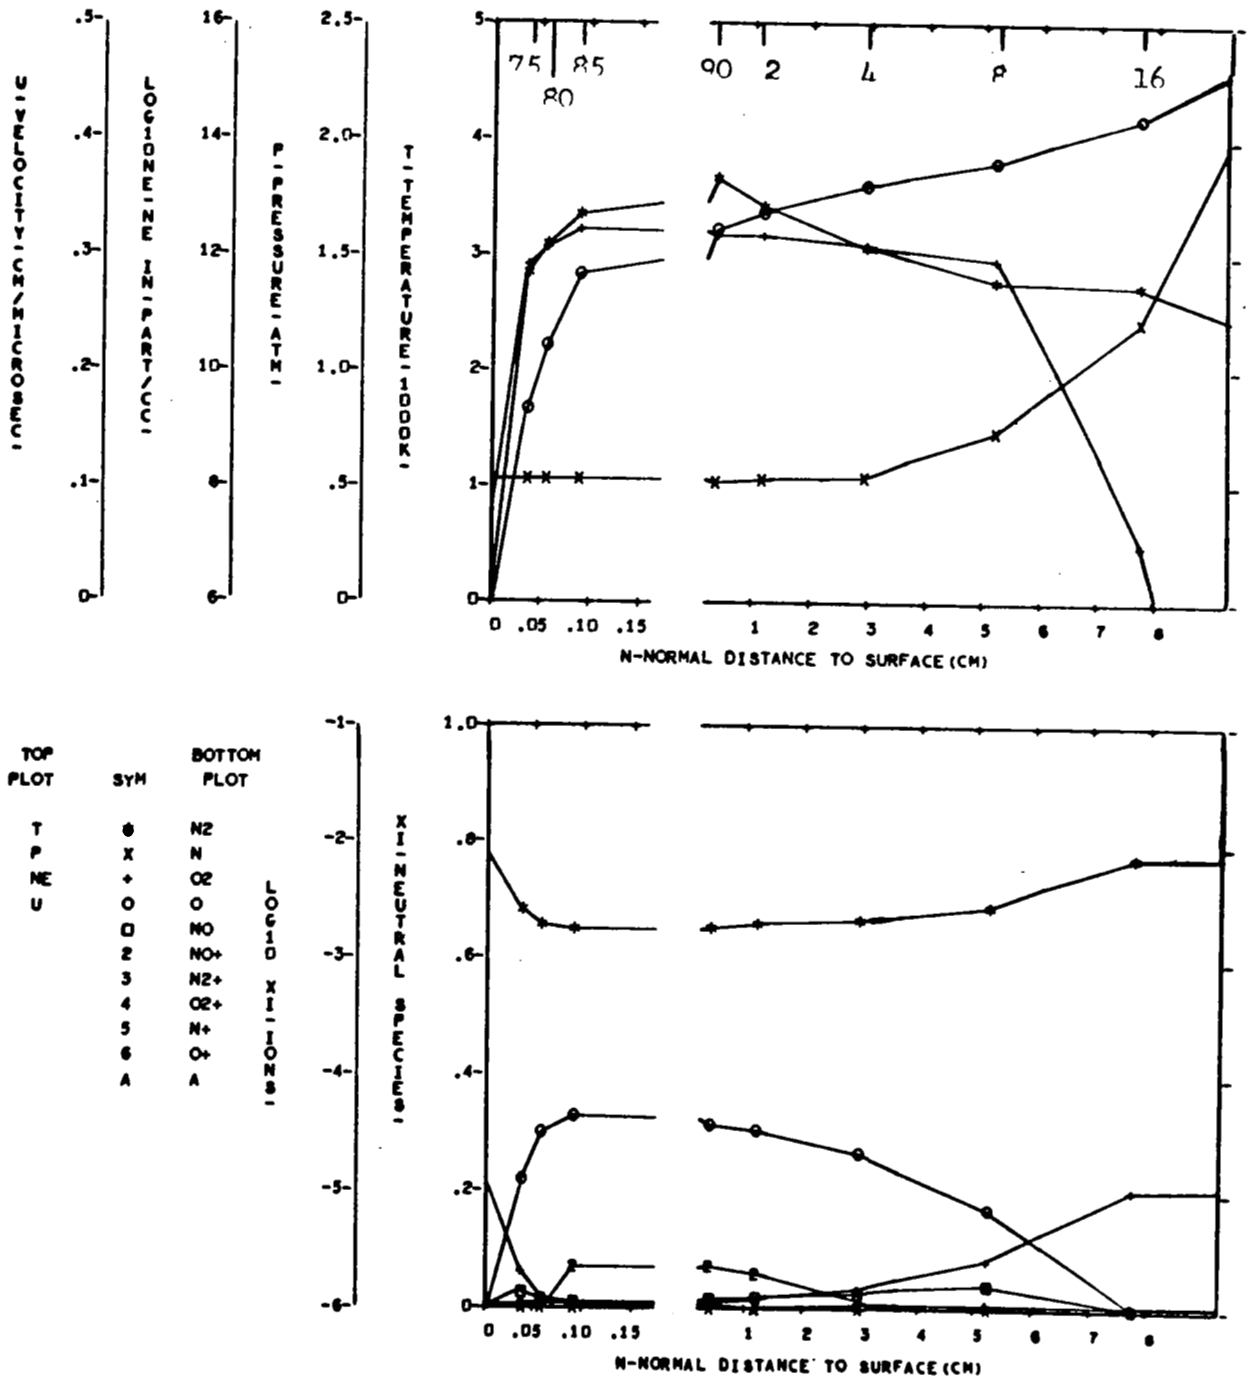 .5- 16- 2.5- 5
75 85 90 2 4 8 16
80
.4- 14- 2.0- 4-
.3- 12- 1.5- 3-
.2- 10- 1.0- 2-
.1- 8- .5- 1-
0- 6- 0- 0-
U-VELOCITY-CM/MICROSEC-
LOG10NE-NE IN-PART/CC-
P-PRESSURE-ATM-
T-TEMPERATURE-1000K-
0 .05 .10 .15 1 2 3 4 5 6 7 8
N-NORMAL DISTANCE TO SURFACE(CM)
-1- 1.0
-2- .8-
-3- .6-
-4- .4-
-5- .2-
-6- 0-
TOP BOTTOM
PLOT SYM PLOT
T * N2
P X N
NE + O2
U O O
□ NO
2 NO+
3 N2+
4 O2+
5 N+
6 O+
A A
LOG10 XI-IONS-
XI-NEUTRAL SPECIES-
0 .05 .10 .15 1 2 3 4 5 6 7 8
N-NORMAL DISTANCE TO SURFACE(CM)